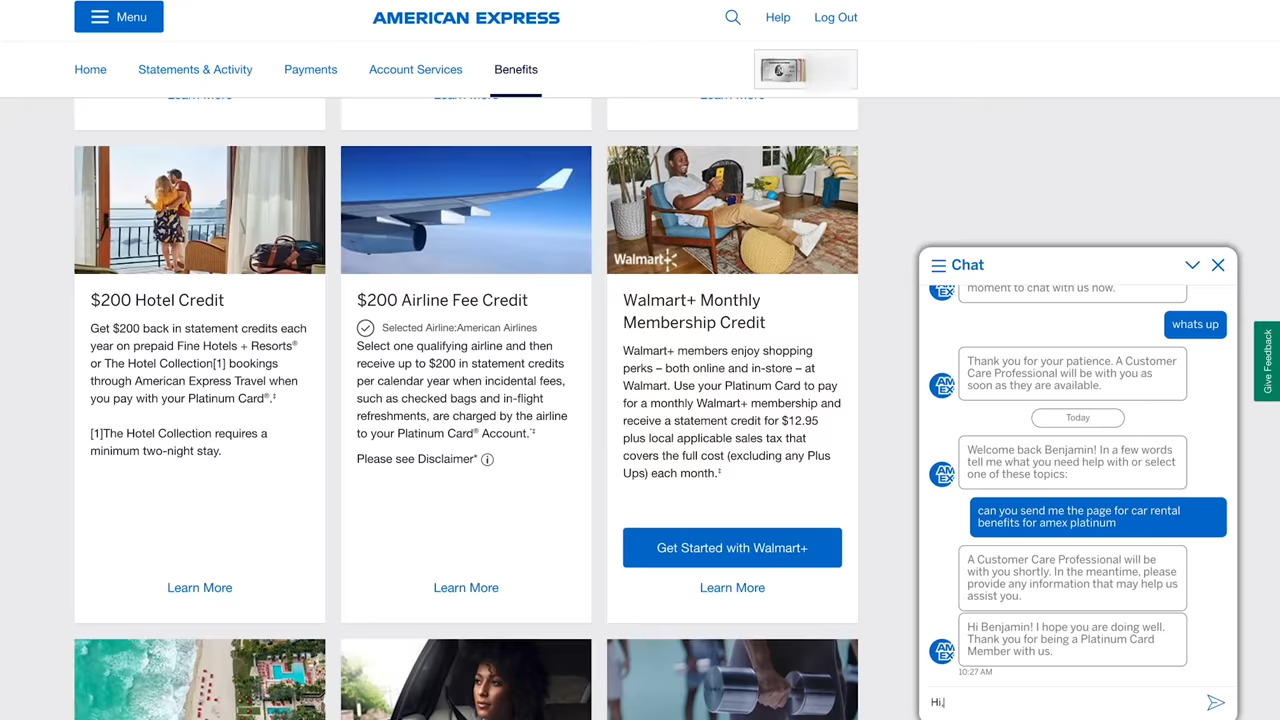 Menu
AMERICAN EXPRESS
Help
Log Out
Home
Statements & Activity
Payments
Account Services
Benefits
Learn More
Learn More
Learn More
Walmart+
$200 Hotel Credit
Get $200 back in statement credits each
year on prepaid Fine Hotels + Resorts®
or The Hotel Collection[1] bookings
through American Express Travel when
you pay with your Platinum Card®.‡
[1]The Hotel Collection requires a
minimum two-night stay.
Learn More
$200 Airline Fee Credit
Selected Airline:American Airlines
Select one qualifying airline and then
receive up to $200 in statement credits
per calendar year when incidental fees,
such as checked bags and in-flight
refreshments, are charged by the airline
to your Platinum Card® Account.*‡
Please see Disclaimer* i
Learn More
Walmart+ Monthly
Membership Credit
Walmart+ members enjoy shopping
perks – both online and in-store – at
Walmart. Use your Platinum Card to pay
for a monthly Walmart+ membership and
receive a statement credit for $12.95
plus local applicable sales tax that
covers the full cost (excluding any Plus
Ups) each month.‡
Get Started with Walmart+
Learn More
Chat
moment to chat with us now.
AM EX
whats up
Thank you for your patience. A Customer
Care Professional will be with you as
soon as they are available.
AM EX
Today
Welcome back Benjamin! In a few words
tell me what you need help with or select
one of these topics:
AM EX
can you send me the page for car rental
benefits for amex platinum
A Customer Care Professional will be
with you shortly. In the meantime, please
provide any information that may help us
assist you.
Hi Benjamin! I hope you are doing well.
Thank you for being a Platinum Card
Member with us.
AM EX
10:27 AM
Hi,
Give Feedback